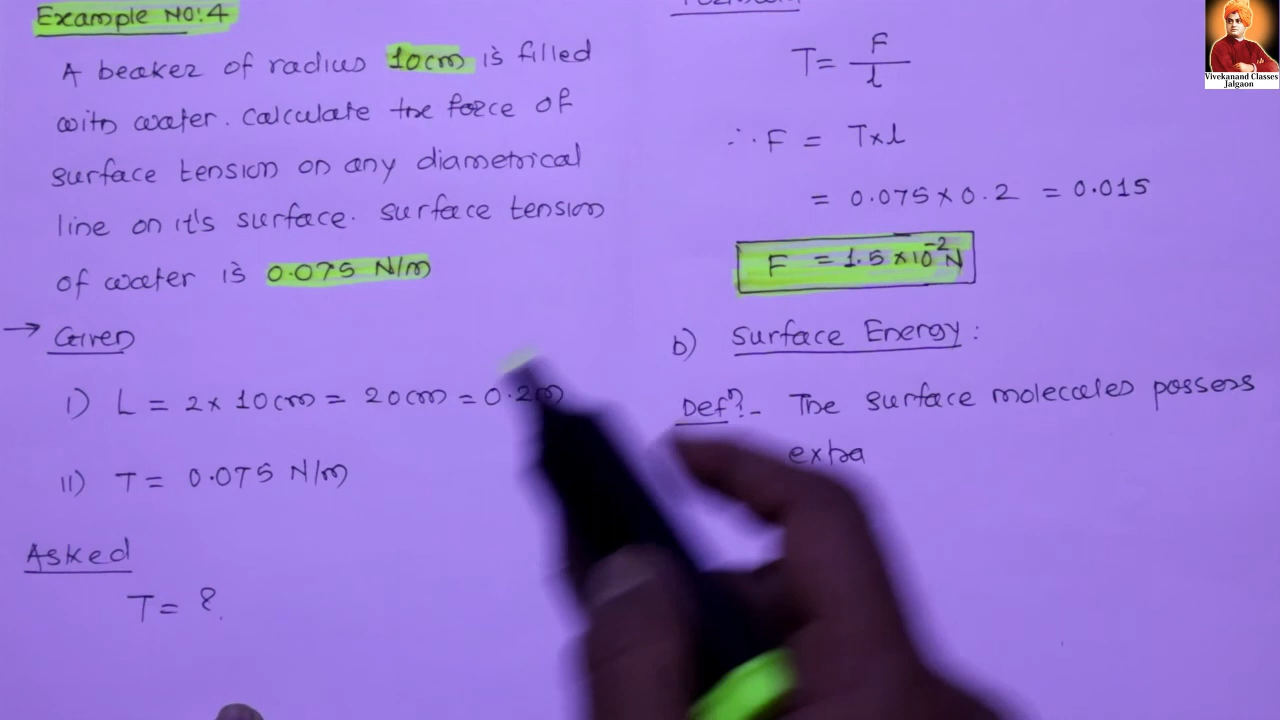 Example No: 4
A beaker of radius 10cm is filled
with water. Calculate the force of
surface tension on any diametrical
line on it's surface. surface tension
of water is 0.075 N/m
→ Given
i) L = 2 x 10cm = 20cm = 0.2m
ii) T = 0.075 N/m
Asked
T = ?
T = F / l
∴ F = T x l
= 0.075 x 0.2 = 0.015
F = 1.5 x 10⁻² N
b) Surface Energy :
Defⁿ:- The surface molecules possess
extra
Vivekanand Classes
Jalgaon